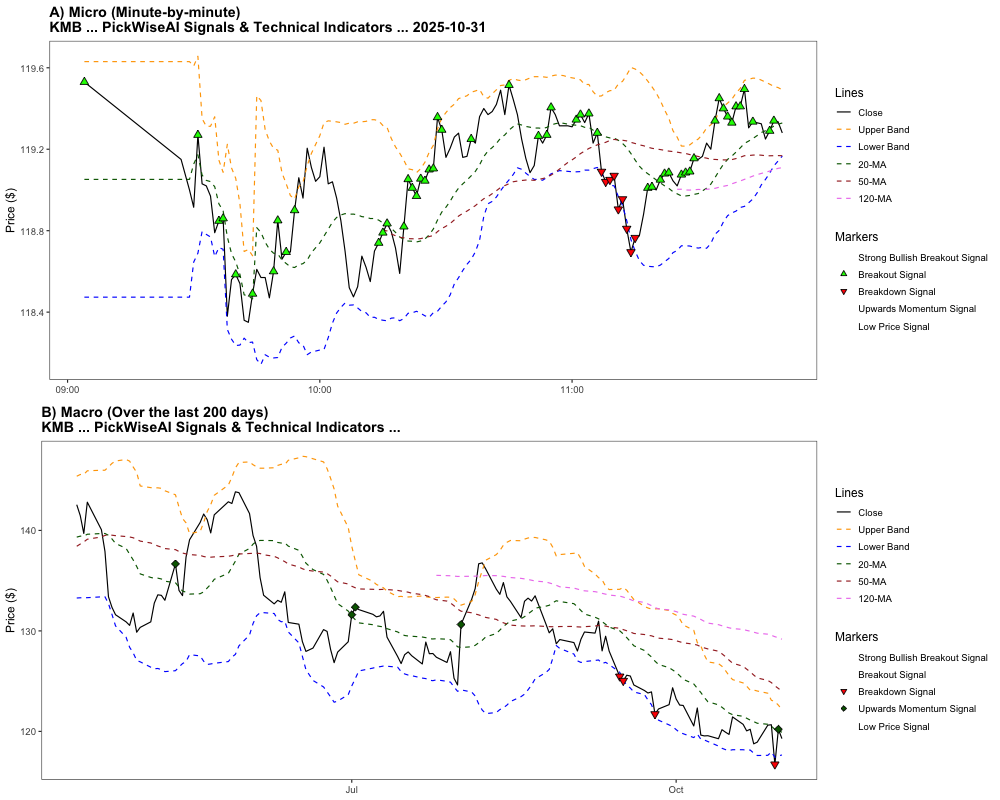 A) Micro (Minute-by-minute)
KMB ... PickWiseAI Signals & Technical Indicators ... 2025-10-31
Price ($)
119.6
119.2
118.8
118.4
09:00
10:00
11:00
Lines
Close
Upper Band
Lower Band
20-MA
50-MA
120-MA
Markers
Strong Bullish Breakout Signal
Breakout Signal
Breakdown Signal
Upwards Momentum Signal
Low Price Signal
B) Macro (Over the last 200 days)
KMB ... PickWiseAI Signals & Technical Indicators ...
Price ($)
140
130
120
Jul
Oct
Lines
Close
Upper Band
Lower Band
20-MA
50-MA
120-MA
Markers
Strong Bullish Breakout Signal
Breakout Signal
Breakdown Signal
Upwards Momentum Signal
Low Price Signal